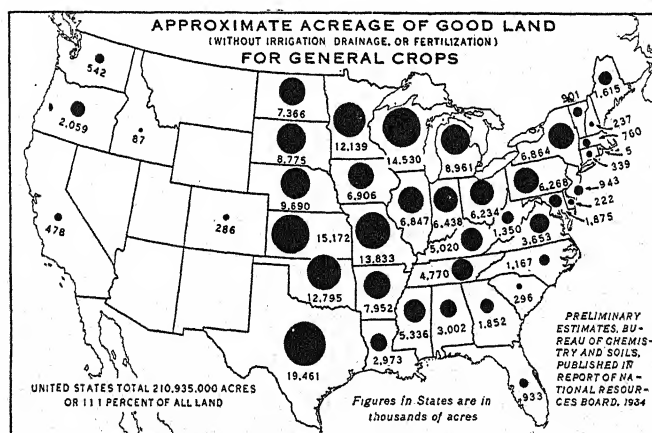 APPROXIMATE ACREAGE OF GOOD LAND
(WITHOUT IRRIGATION DRAINAGE, OR FERTILIZATION)
FOR GENERAL CROPS
542
2,059
87
478
286
7.366
8,775
9,690
15,172
12,795
19,461
12,139
6,906
13,833
7,952
2,973
14,530
6,847
8,961
6,438
6,234
5,020
4,770
5,336
3,002
1,852
933
296
1,167
3,653
1,350
6,268
6,864
901
1,615
237
760
5
339
943
222
1,875
UNITED STATES TOTAL 210,935,000 ACRES
OR 11 1 PERCENT OF ALL LAND
Figures in States are in
thousands of acres
PRELIMINARY
ESTIMATES, BU-
REAU OF CHEMIS-
TRY AND SOILS,
PUBLISHED IN
REPORT OF NA-
TIONAL RESOUR-
CES BOARD, 1934